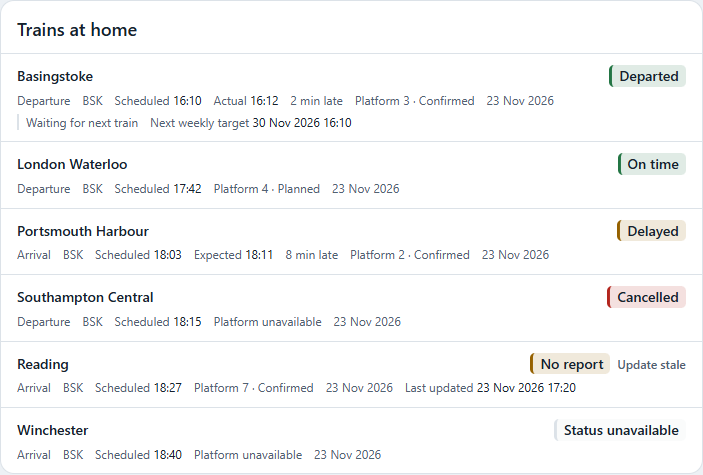 Trains at home
Basingstoke Departed
Departure BSK Scheduled 16:10 Actual 16:12 2 min late Platform 3 · Confirmed 23 Nov 2026
Waiting for next train Next weekly target 30 Nov 2026 16:10
London Waterloo On time
Departure BSK Scheduled 17:42 Platform 4 · Planned 23 Nov 2026
Portsmouth Harbour Delayed
Arrival BSK Scheduled 18:03 Expected 18:11 8 min late Platform 2 · Confirmed 23 Nov 2026
Southampton Central Cancelled
Departure BSK Scheduled 18:15 Platform unavailable 23 Nov 2026
Reading No report Update stale
Arrival BSK Scheduled 18:27 Platform 7 · Confirmed 23 Nov 2026 Last updated 23 Nov 2026 17:20
Winchester Status unavailable
Arrival BSK Scheduled 18:40 Platform unavailable 23 Nov 2026